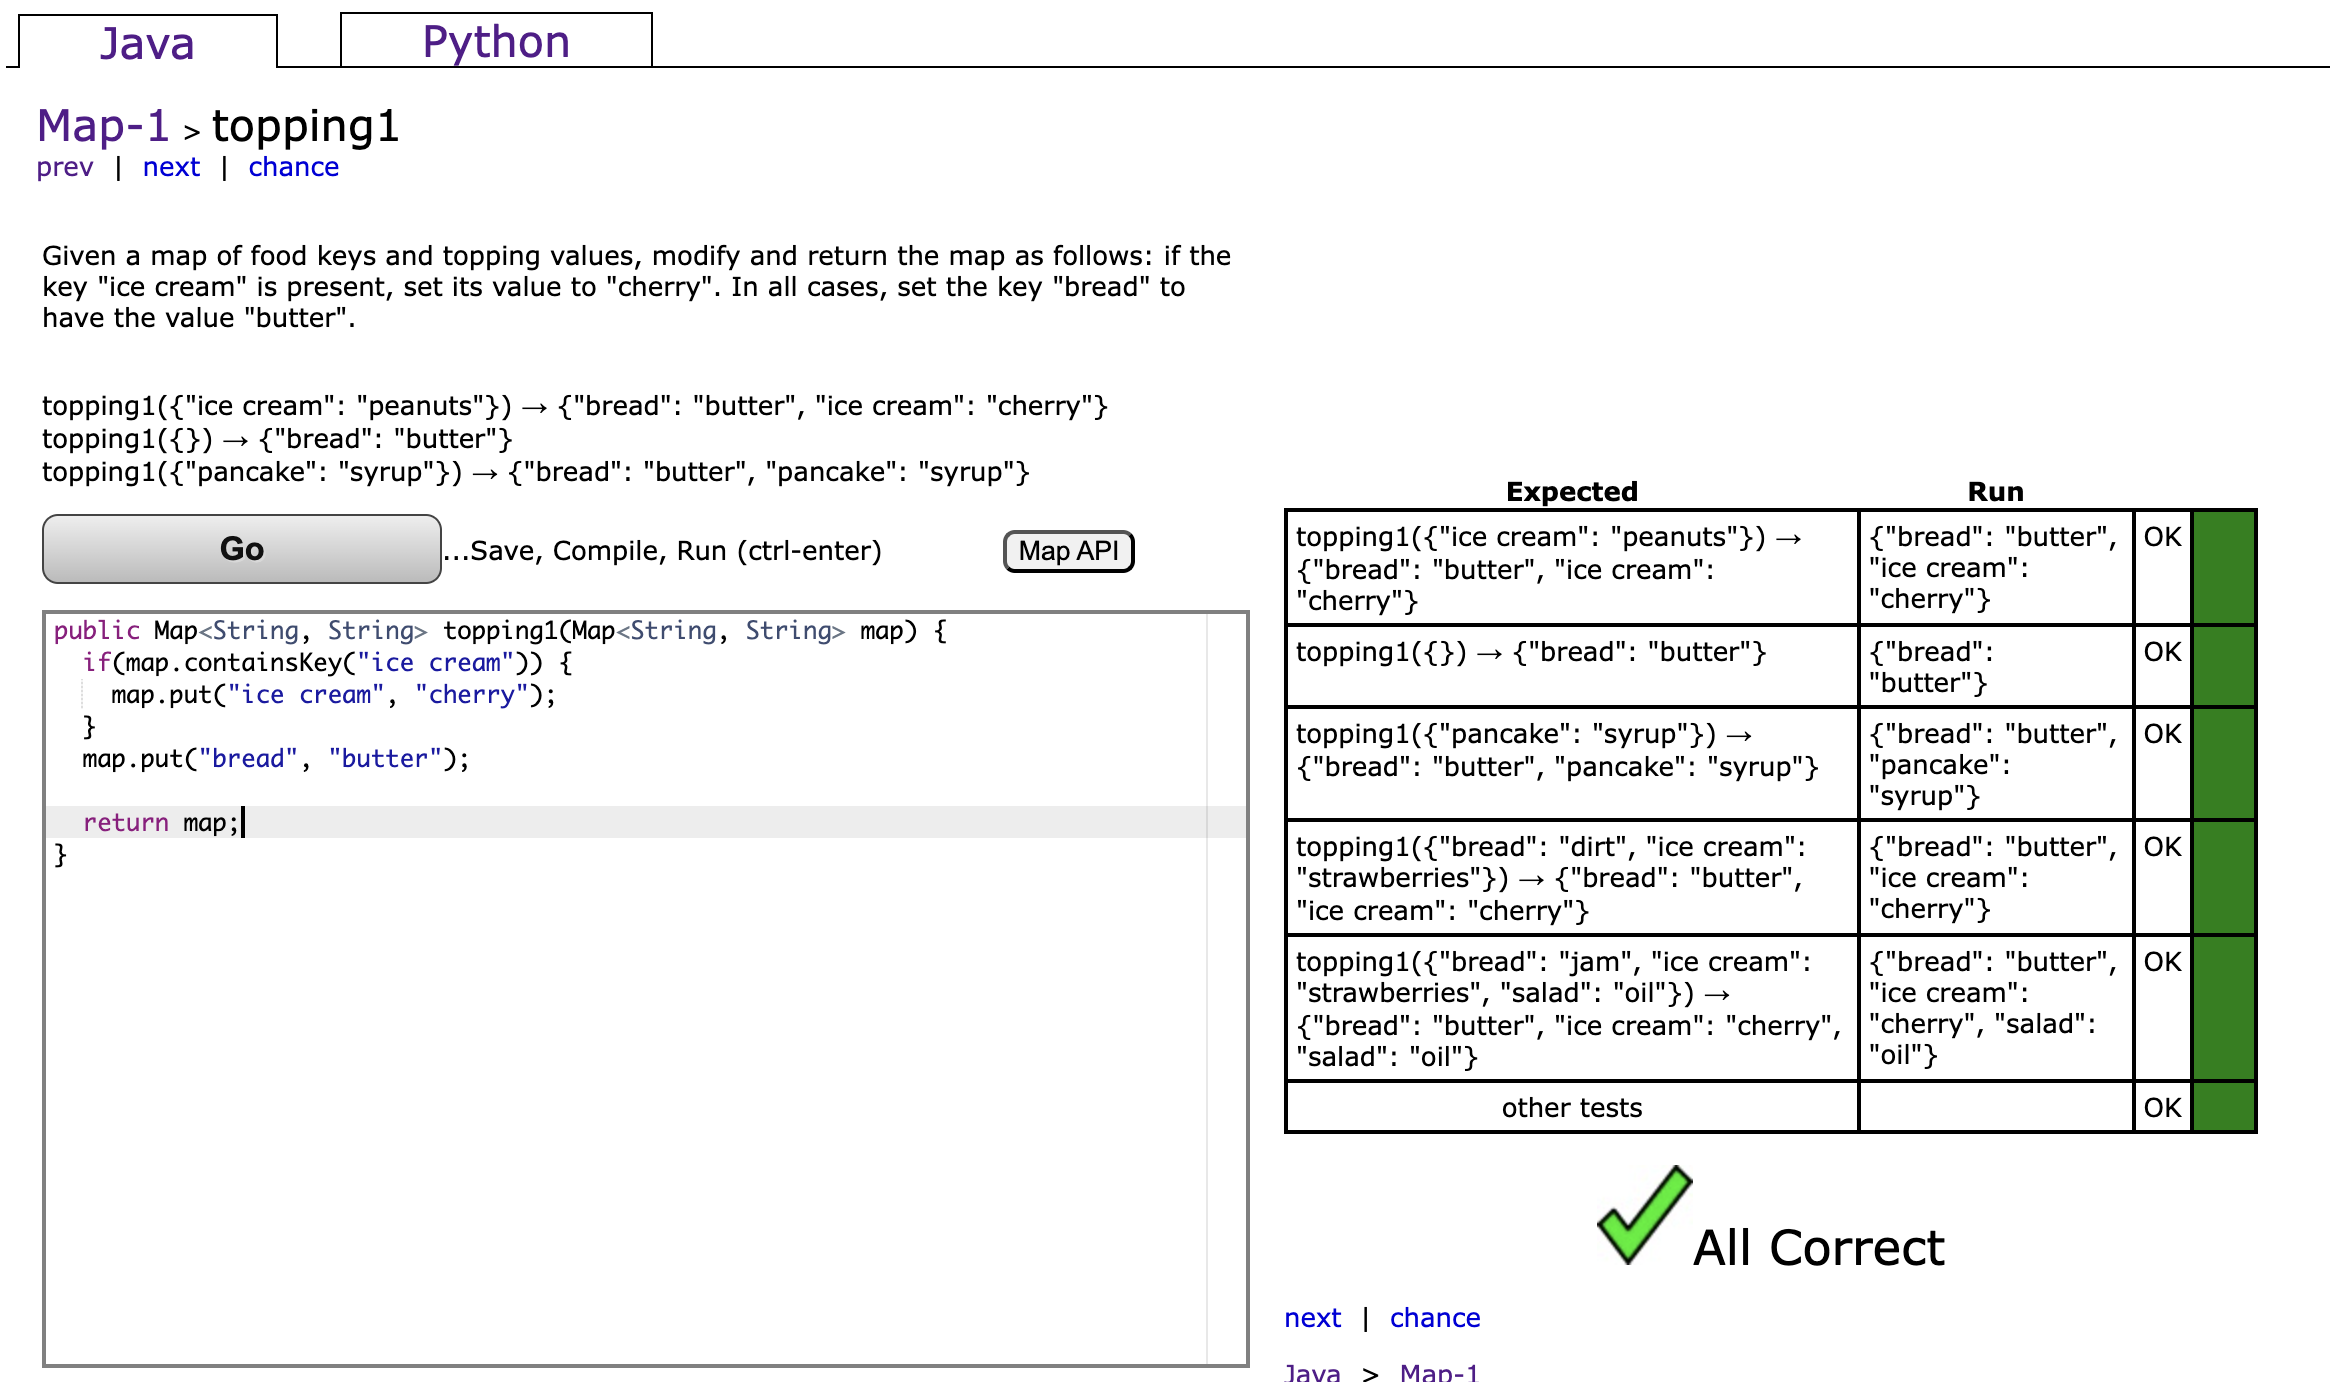 Java
Python
Map-1 > topping1
prev | next | chance
Given a map of food keys and topping values, modify and return the map as follows: if the
key "ice cream" is present, set its value to "cherry". In all cases, set the key "bread" to
have the value "butter".
topping1({"ice cream": "peanuts"}) → {"bread": "butter", "ice cream": "cherry"}
topping1({}) → {"bread": "butter"}
topping1({"pancake": "syrup"}) → {"bread": "butter", "pancake": "syrup"}
Go
...Save, Compile, Run (ctrl-enter)
Map API
public Map<String, String> topping1(Map<String, String> map) {
  if(map.containsKey("ice cream")) {
    map.put("ice cream", "cherry");
  }
  map.put("bread", "butter");
  return map;
}
Expected
Run
topping1({"ice cream": "peanuts"}) →
{"bread": "butter", "ice cream":
"cherry"}
{"bread": "butter",
"ice cream":
"cherry"}
OK
topping1({}) → {"bread": "butter"}
{"bread":
"butter"}
OK
topping1({"pancake": "syrup"}) →
{"bread": "butter", "pancake": "syrup"}
{"bread": "butter",
"pancake":
"syrup"}
OK
topping1({"bread": "dirt", "ice cream":
"strawberries"}) → {"bread": "butter",
"ice cream": "cherry"}
{"bread": "butter",
"ice cream":
"cherry"}
OK
topping1({"bread": "jam", "ice cream":
"strawberries", "salad": "oil"}) →
{"bread": "butter", "ice cream": "cherry",
"salad": "oil"}
{"bread": "butter",
"ice cream":
"cherry", "salad":
"oil"}
OK
other tests
OK
All Correct
next | chance
Java > Map-1